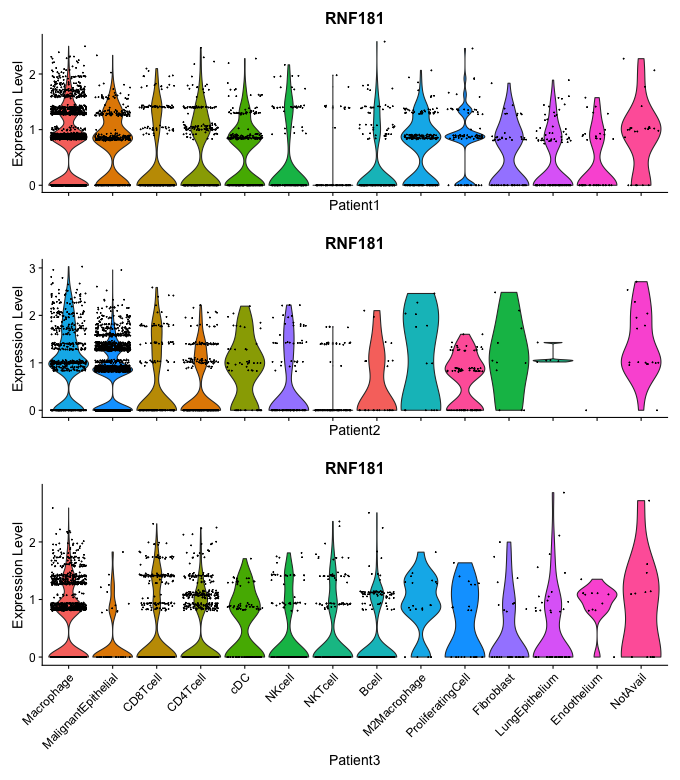 RNF181
Expression Level
2
1
0
Patient1
RNF181
Expression Level
3
2
1
0
Patient2
RNF181
Expression Level
2
1
0
Macrophage
MalignantEpithelial
CD8Tcell
CD4Tcell
cDC
NKcell
NKTcell
Bcell
M2Macrophage
ProliferatingCell
Fibroblast
LungEpithelium
Endothelium
NotAvail
Patient3